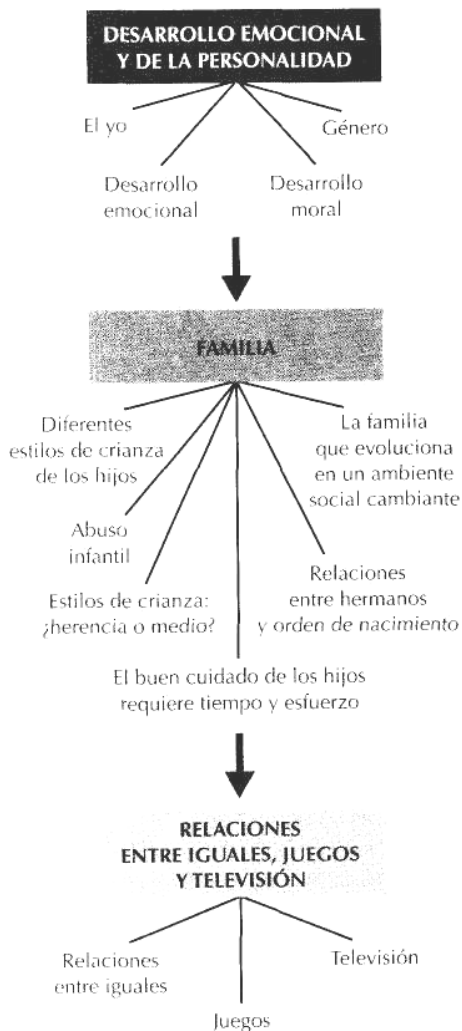 DESARROLLO EMOCIONAL
Y DE LA PERSONALIDAD
El yo
Género
Desarrollo
emocional
Desarrollo
moral
FAMILIA
Diferentes
estilos de crianza
de los hijos
La familia
que evoluciona
en un ambiente
social cambiante
Abuso
infantil
Estilos de crianza:
¿herencia o medio?
Relaciones
entre hermanos
y orden de nacimiento
El buen cuidado de los hijos
requiere tiempo y esfuerzo
RELACIONES
ENTRE IGUALES, JUEGOS
Y TELEVISIÓN
Relaciones
entre iguales
Televisión
Juegos